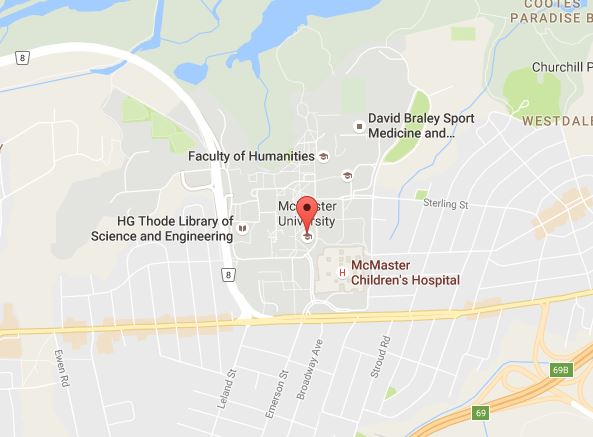 COOTES
PARADISE B
8
Churchill P
David Braley Sport
Medicine and...
WESTDALE
Faculty of Humanities
McMaster
University
Sterling St
HG Thode Library of
Science and Engineering
McMaster
Children's Hospital
H
8
Ewen Rd
Leland St
Emerson St
Broadway Ave
Stroud Rd
69B
69